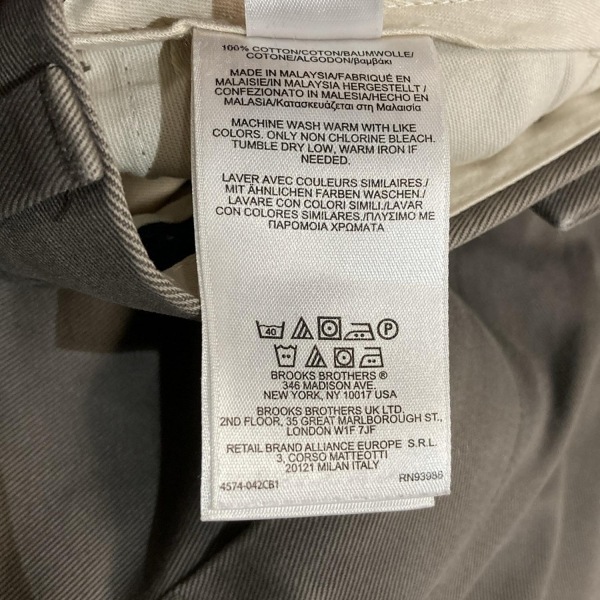 100% COTTON/COTON/BAUMWOLLE/
COTONE/ALGODON/βαμβάκι
MADE IN MALAYSIA/FABRIQUÉ EN
MALAISIE/IN MALAYSIA HERGESTELLT /
CONFEZIONATO IN MALESIA/HECHO EN
MALASiA/Κατασκευάζεται στη Μαλαισία
MACHINE WASH WARM WITH LIKE
COLORS. ONLY NON CHLORINE BLEACH.
TUMBLE DRY LOW, WARM IRON IF
NEEDED.
LAVER AVEC COULEURS SIMILAIRES./
MIT ÄHNLICHEN FARBEN WASCHEN./
LAVARE CON COLORI SIMILI./LAVAR
CON COLORES SIMILARES./ΠΛΥΣΙΜΟ ΜΕ
ΠΑΡΟΜΟΙΑ ΧΡΩΜΑΤΑ
40 P
BROOKS BROTHERS ®
346 MADISON AVE.
NEW YORK, NY 10017 USA
BROOKS BROTHERS UK LTD.
2ND FLOOR, 35 GREAT MARLBOROUGH ST.,
LONDON W1F 7JF
RETAIL BRAND ALLIANCE EUROPE S.R.L.
3, CORSO MATTEOTTI
20121 MILAN ITALY
4574-042CB1 RN93986